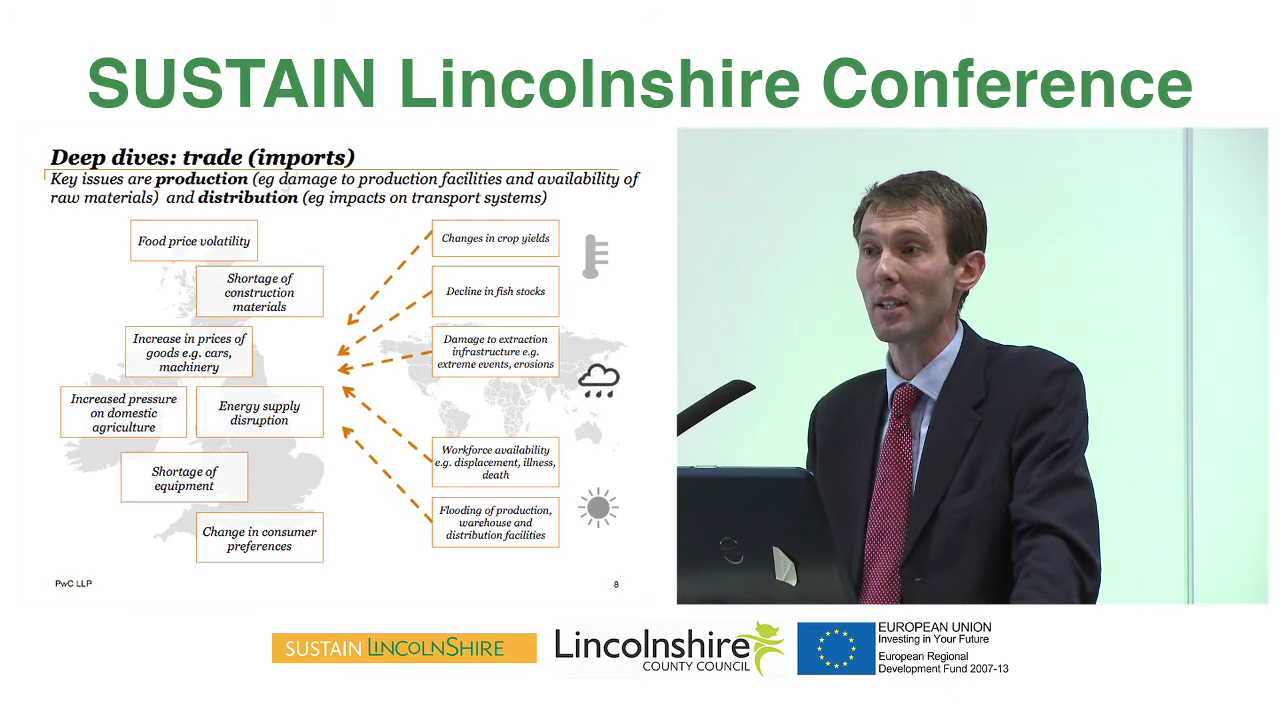 SUSTAIN Lincolnshire Conference
Deep dives: trade (imports)
Key issues are production (eg damage to production facilities and availability of
raw materials) and distribution (eg impacts on transport systems)
Food price volatility
Shortage of
construction
materials
Increase in prices of
goods e.g. cars,
machinery
Increased pressure
on domestic
agriculture
Energy supply
disruption
Shortage of
equipment
Change in consumer
preferences
Changes in crop yields
Decline in fish stocks
Damage to extraction
infrastructure e.g.
extreme events, erosions
Workforce availability
e.g. displacement, illness,
death
Flooding of production,
warehouse and
distribution facilities
PwC LLP
8
SUSTAIN LINCOLNSHIRE
Lincolnshire
COUNTY COUNCIL
EUROPEAN UNION
Investing in Your Future
European Regional
Development Fund 2007-13